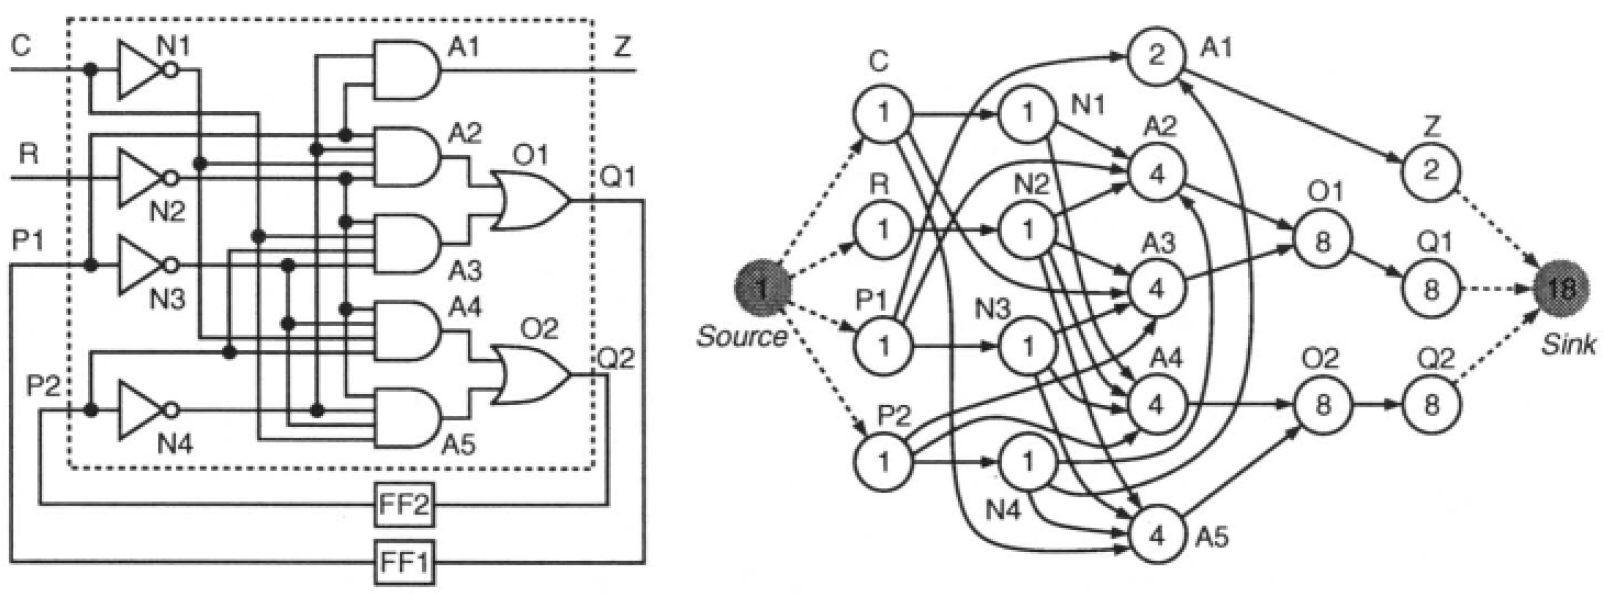 C
N1
A1
Z
R
N2
A2
O1
Q1
P1
N3
A3
A4
O2
Q2
P2
N4
A5
FF2
FF1
C
1
1
N1
2
A1
A2
4
Z
2
R
1
N2
1
A3
4
O1
8
Q1
8
1
Source
18
Sink
P1
1
N3
1
A4
4
O2
8
Q2
8
P2
1
1
N4
4
A5